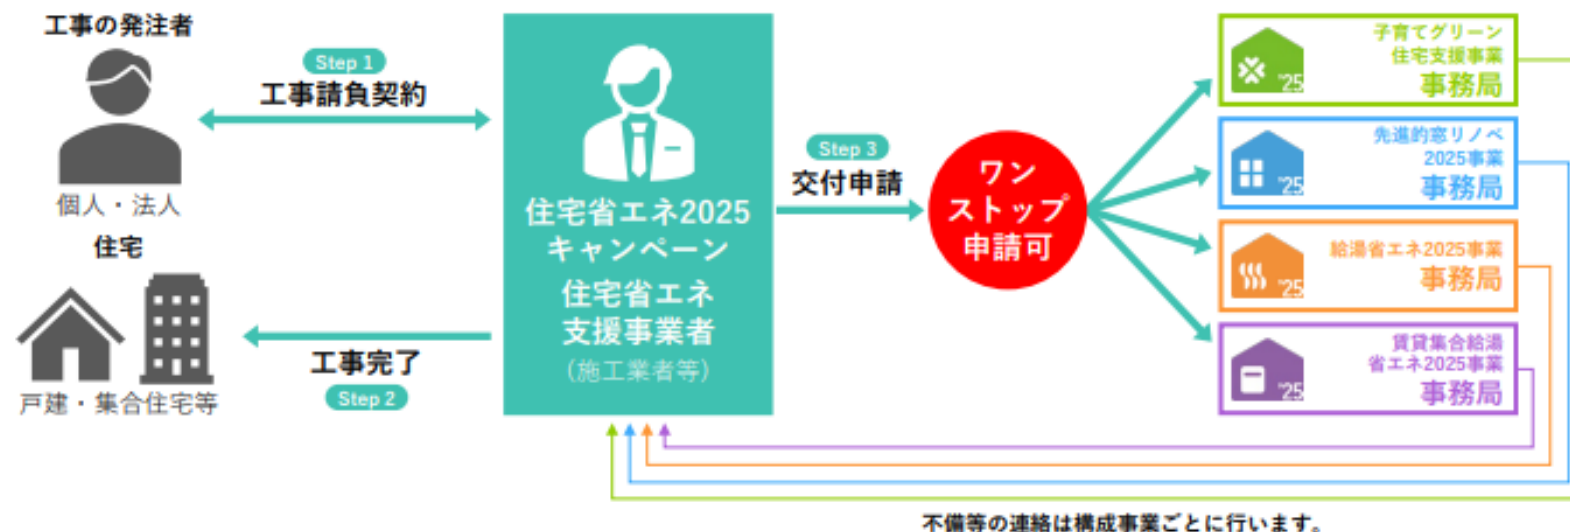 工事の発注者
個人・法人
住宅
戸建・集合住宅等
Step 1
工事請負契約
工事完了
Step 2
住宅省エネ2025
キャンペーン
住宅省エネ
支援事業者
(施工業者等)
Step 3
交付申請
ワン
ストップ
申請可
子育てグリーン
住宅支援事業
事務局
'25
先進的窓リノベ
2025事業
事務局
'25
給湯省エネ2025事業
事務局
'25
賃貸集合給湯
省エネ2025事業
事務局
'25
不備等の連絡は構成事業ごとに行います。